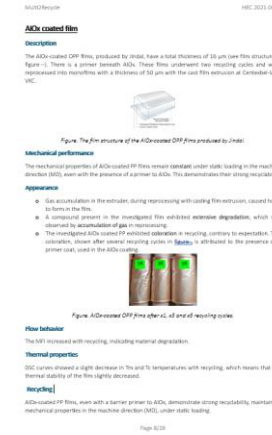 Multi2Recycle
HBC.2021.0
AlOx coated film
Description
The AlOx-coated OPP films, produced by Jindal, have a total thickness of 16 µm (see film structure
figure --). There is a primer beneath AlOx. These films underwent two recycling cycles and w
reprocessed into monofilms with a thickness of 50 µm with the cast film extrusion at Centexbel-
VKC.
Figure. The film structure of the AlOx-coated OPP films produced by Jindal.
Mechanical performance
The mechanical properties of AlOx-coated PP films remain constant under static loading in the mach
direction (MD), even with the presence of a primer to AlOx. This demonstrates their strong recyclab
Appearance
o Gas accumulation in the extruder, during reprocessing with casting film extrusion, caused ho
to form in the film.
o A compound present in the investigated film exhibited extensive degradation, which
observed by accumulation of gas in reprocessing.
o The investigated AlOx coated PP exhibited coloration in recycling, contrary to expectation. T
coloration, shown after several recycling cycles in figure--, is attributed to the presence o
primer coat, used in the AlOx coating.
Figure. AlOx-coated OPP films after x1, x3 and x5 recycling cycles.
Flow behavior
The MFI increased with recycling, indicating material degradation.
Thermal properties
DSC curves showed a slight decrease in Tm and Tc temperatures with recycling, which means that
thermal stability of the film slightly decreased.
Recycling
AlOx-coated PP films, even with a barrier primer to AlOx, demonstrate strong recyclability, maintain
mechanical properties in the machine direction (MD), under static loading.
Page 8/28